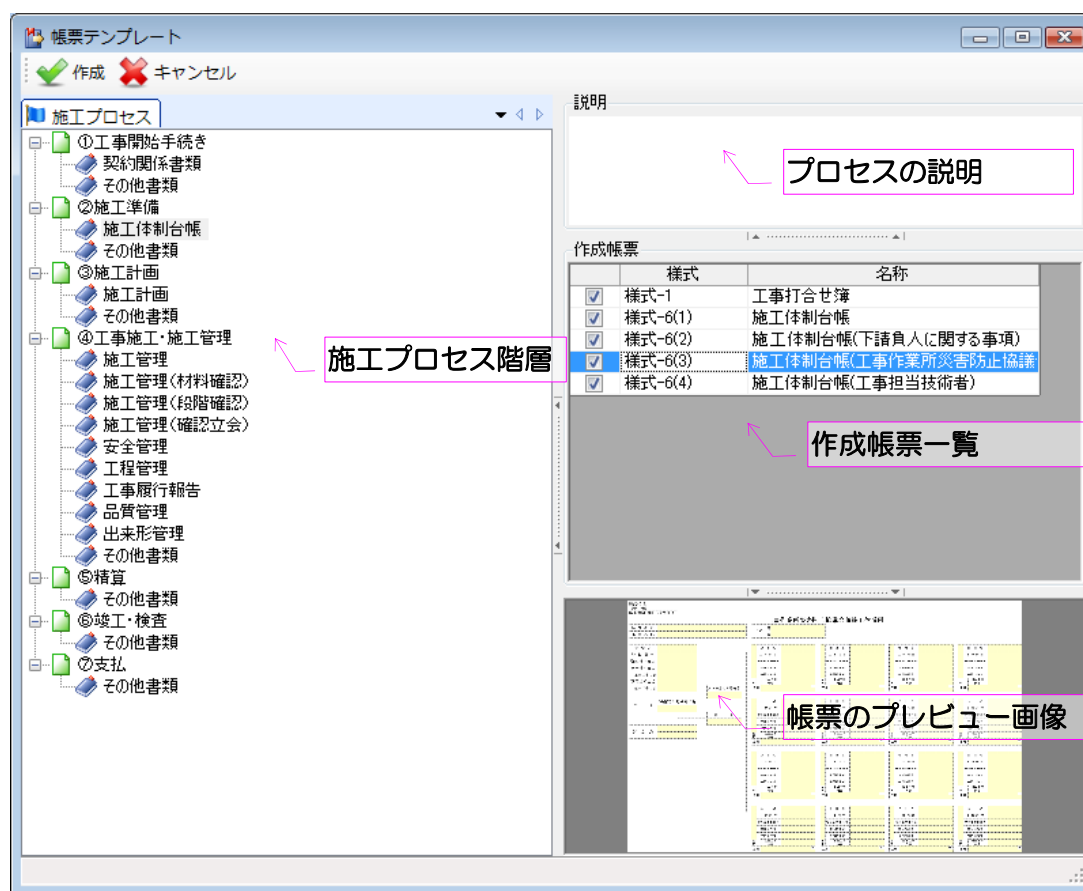 帳票テンプレート
作成 キャンセル
施工プロセス
①工事開始手続き
契約関係書類
その他書類
②施工準備
施工体制台帳
その他書類
③施工計画
施工計画
その他書類
④工事施工・施工管理
施工管理
施工管理(材料確認)
施工管理(段階確認)
施工管理(確認立会)
安全管理
工程管理
工事履行報告
品質管理
出来形管理
その他書類
⑤精算
その他書類
⑥竣工・検査
その他書類
⑦支払
その他書類
施工プロセス階層
説明
プロセスの説明
作成帳票
様式 名称
様式-1 工事打合せ簿
様式-6(1) 施工体制台帳
様式-6(2) 施工体制台帳(下請負人に関する事項)
様式-6(3) 施工体制台帳(工事作業所災害防止協議
様式-6(4) 施工体制台帳(工事担当技術者)
作成帳票一覧
帳票のプレビュー画像